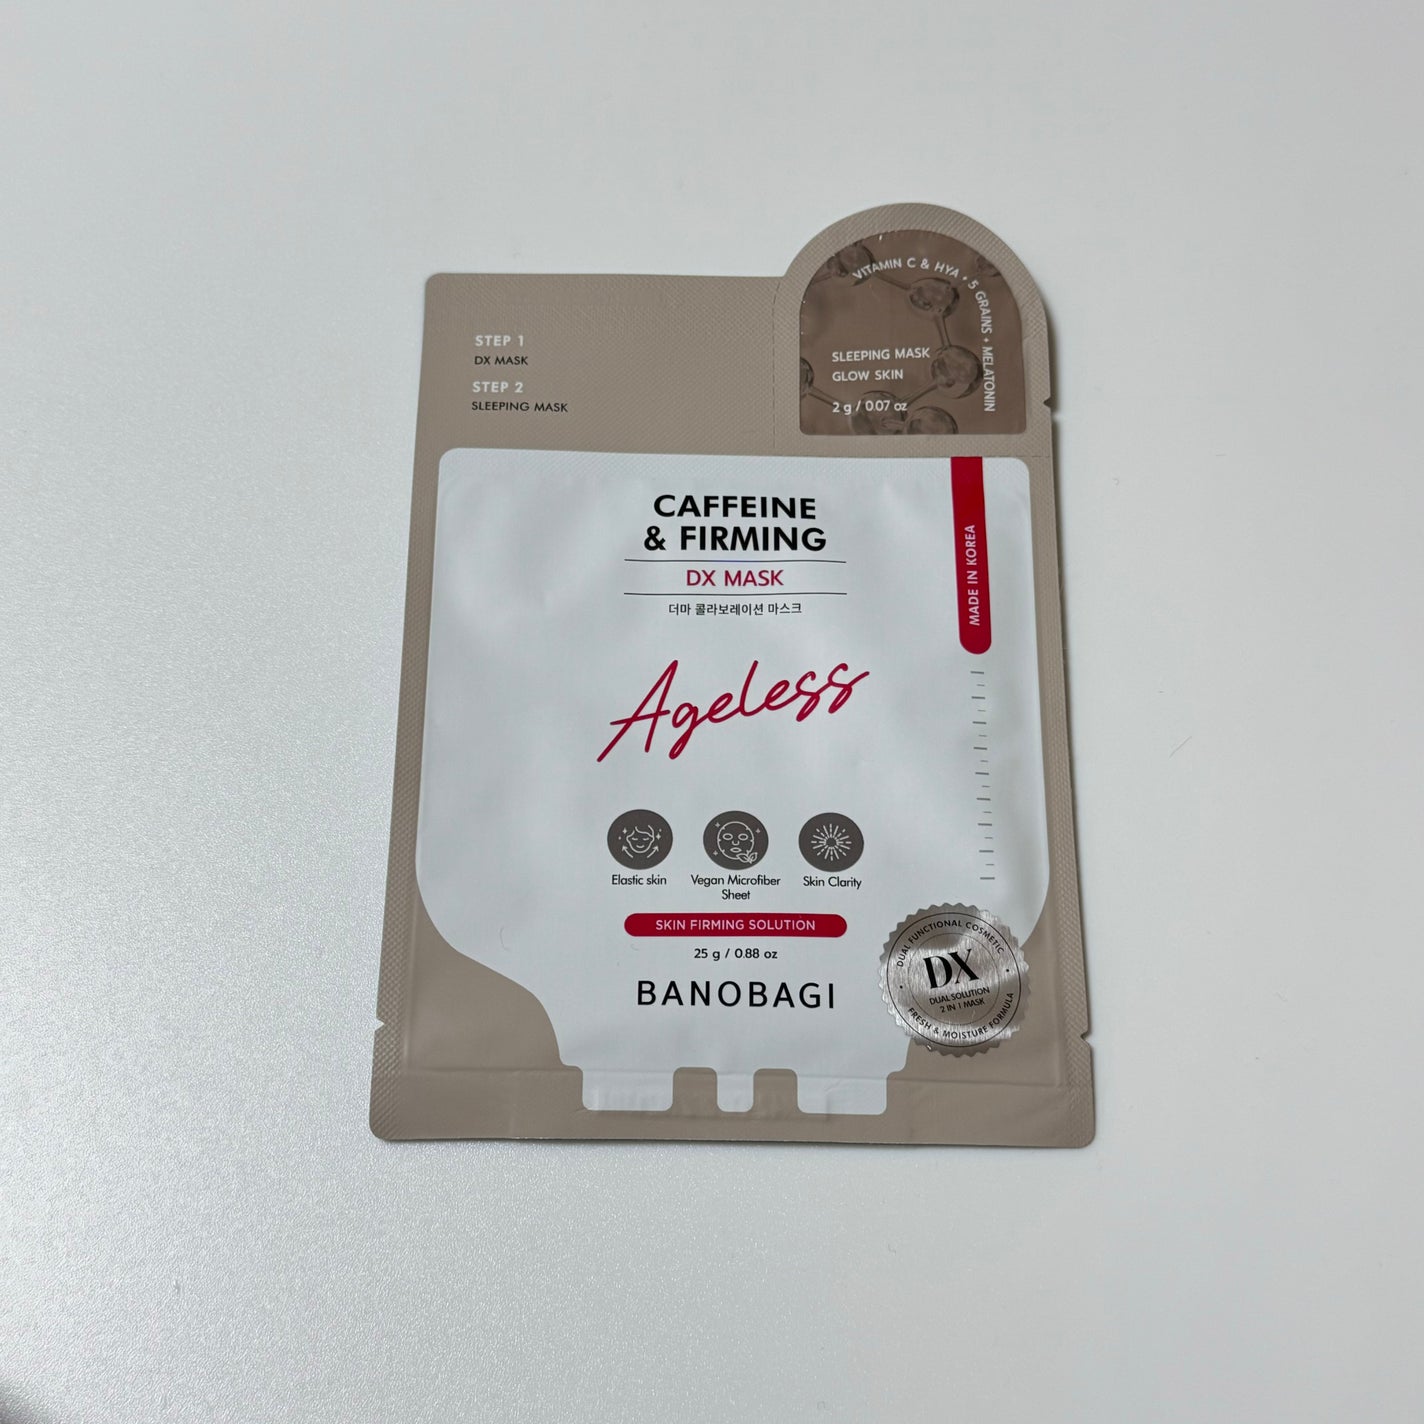 VITAMIN C & HYA + 5 GRAINS + MELATONIN
SLEEPING MASK
GLOW SKIN
2 g / 0.07 oz
STEP 1
DX MASK
STEP 2
SLEEPING MASK
CAFFEINE
& FIRMING
DX MASK
더마 콜라보레이션 마스크
MADE IN KOREA
Ageless
Elastic skin
Vegan Microfiber
Sheet
Skin Clarity
SKIN FIRMING SOLUTION
25 g / 0.88 oz
BANOBAGI
DUAL FUNCTIONAL COSMETIC
DX
DUAL SOLUTION
2 IN 1 MASK
FRESH & MOISTURE FORMULA